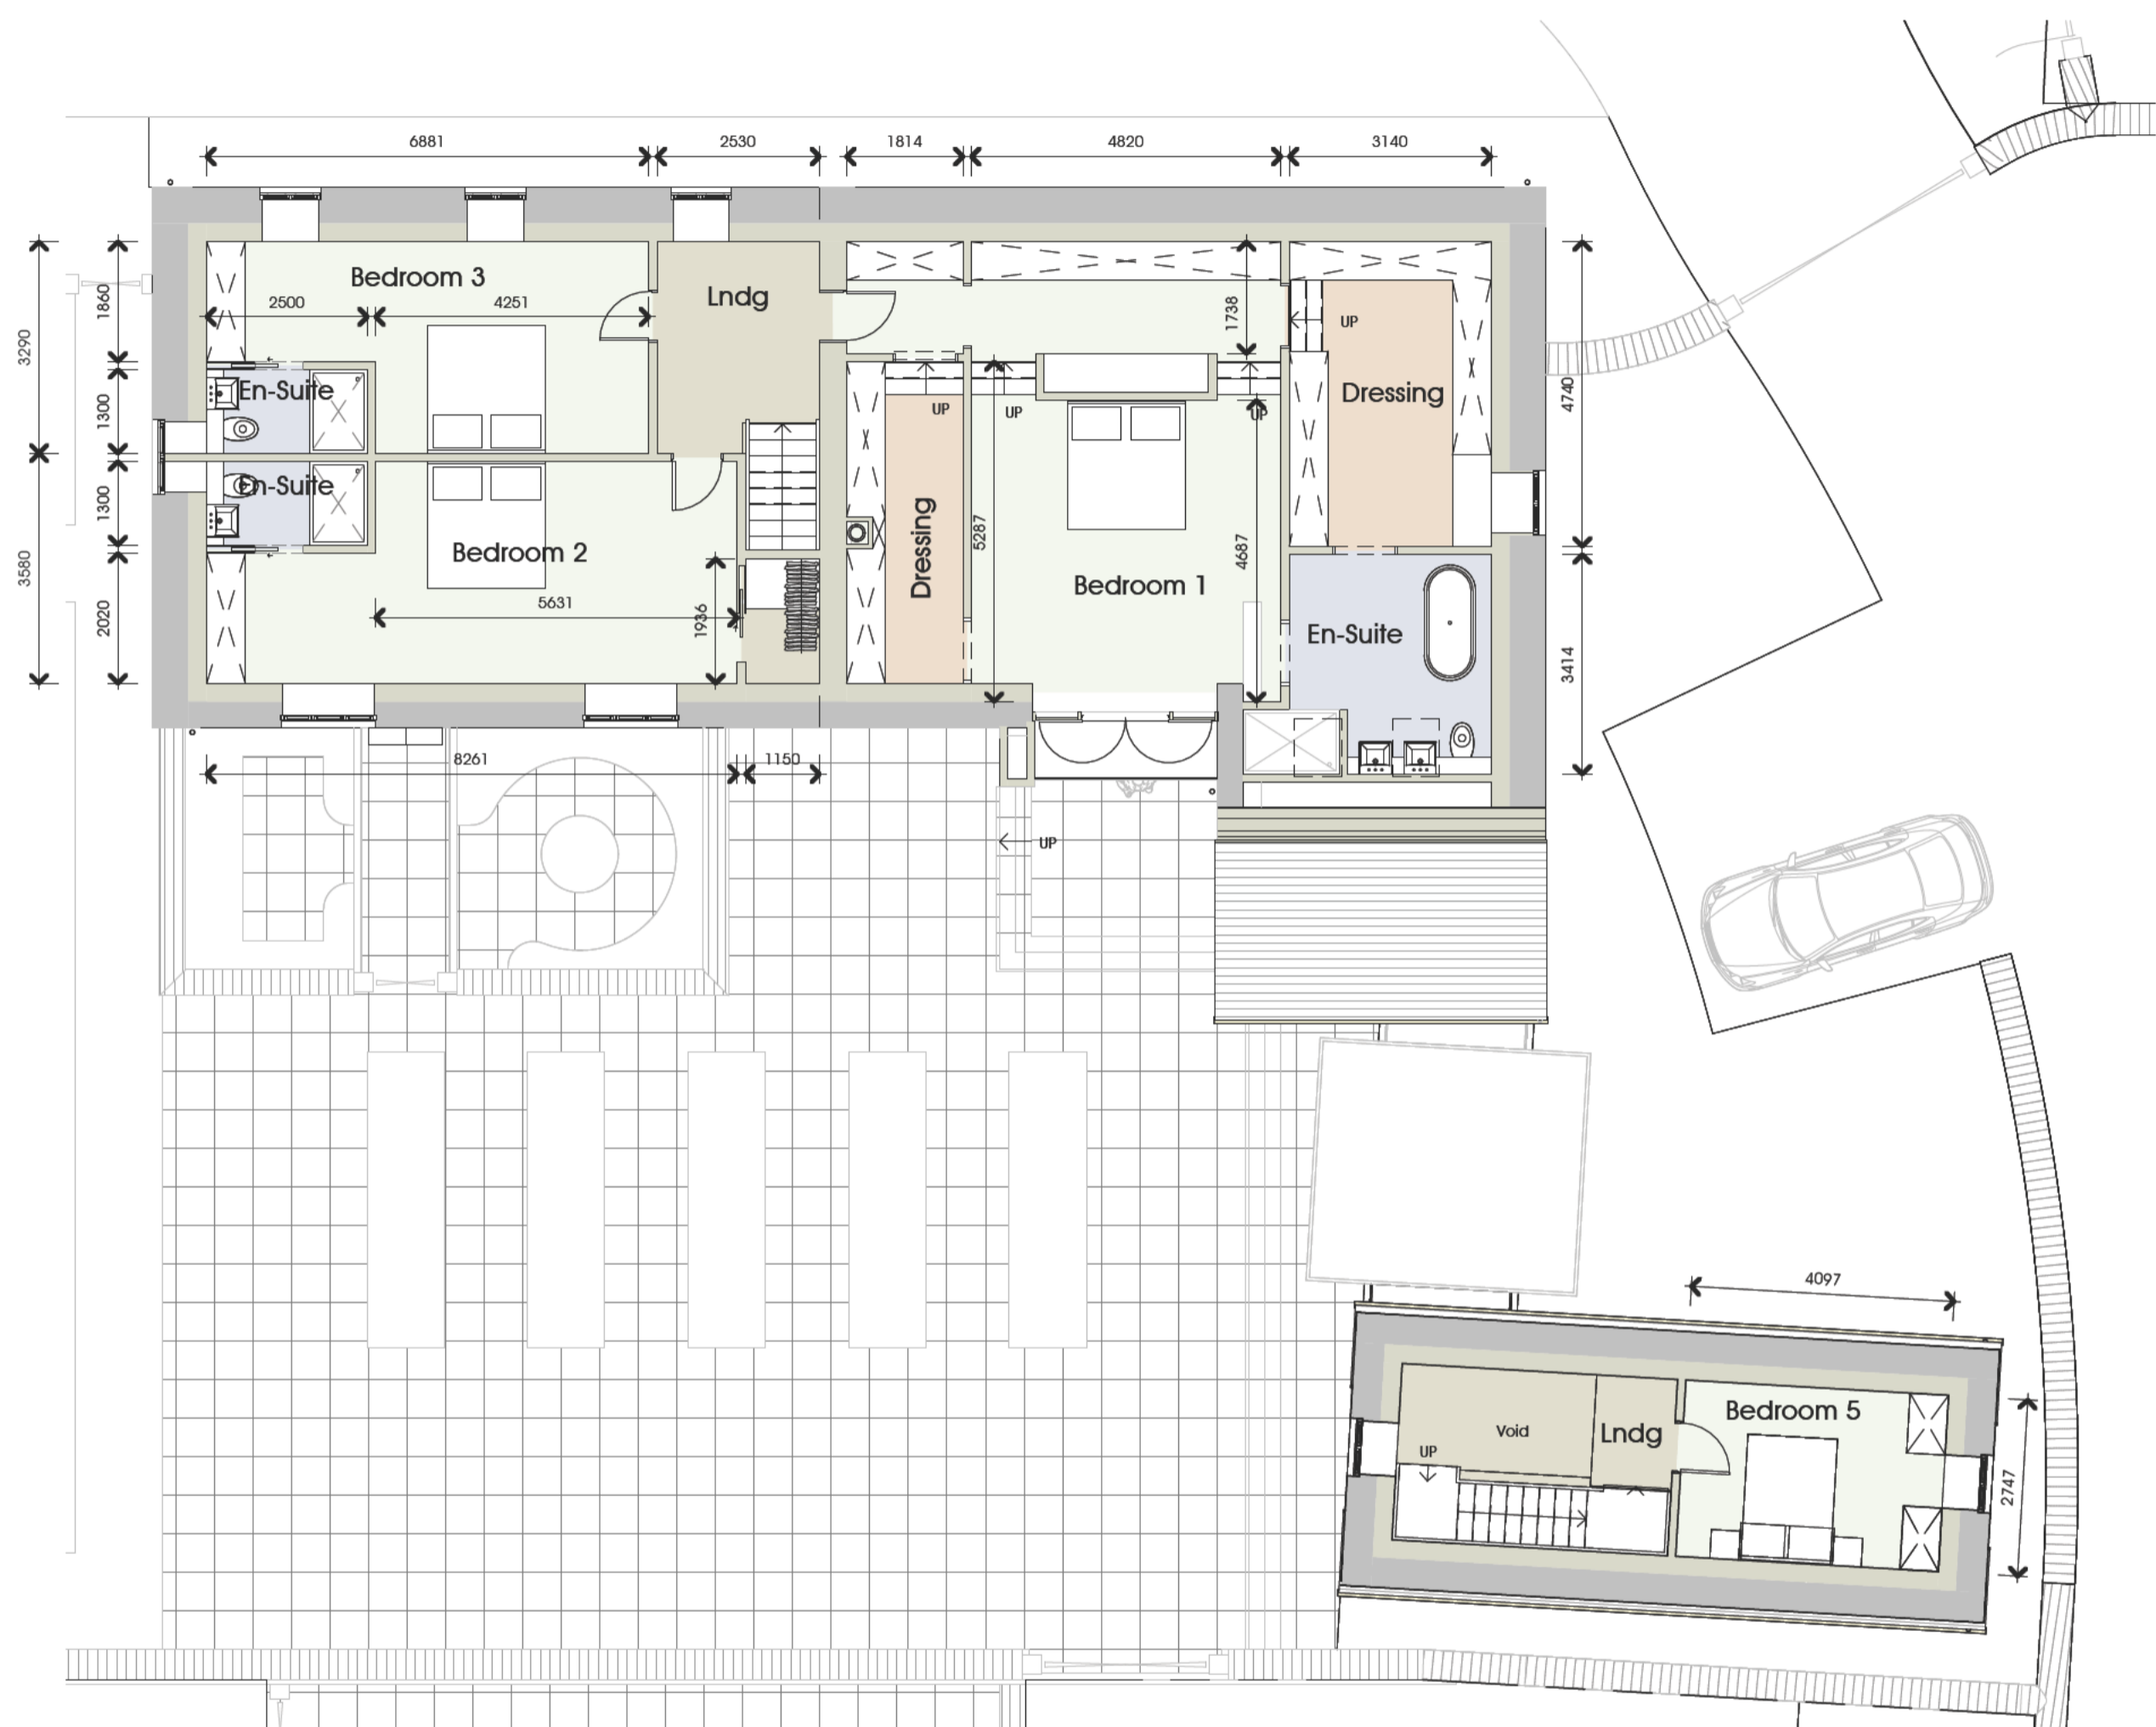 6881
2530
1814
4820
3140
Bedroom 3
Lndg
1860
2500
4251
1738
UP
3290
4740
En-Suite
Dressing
1300
UP
UP
UP
En-Suite
1300
Dressing
5287
4687
Bedroom 2
3580
Bedroom 1
5631
2020
1936
En-Suite
3414
8261
1150
UP
4097
Bedroom 5
Void
Lndg
UP
2747